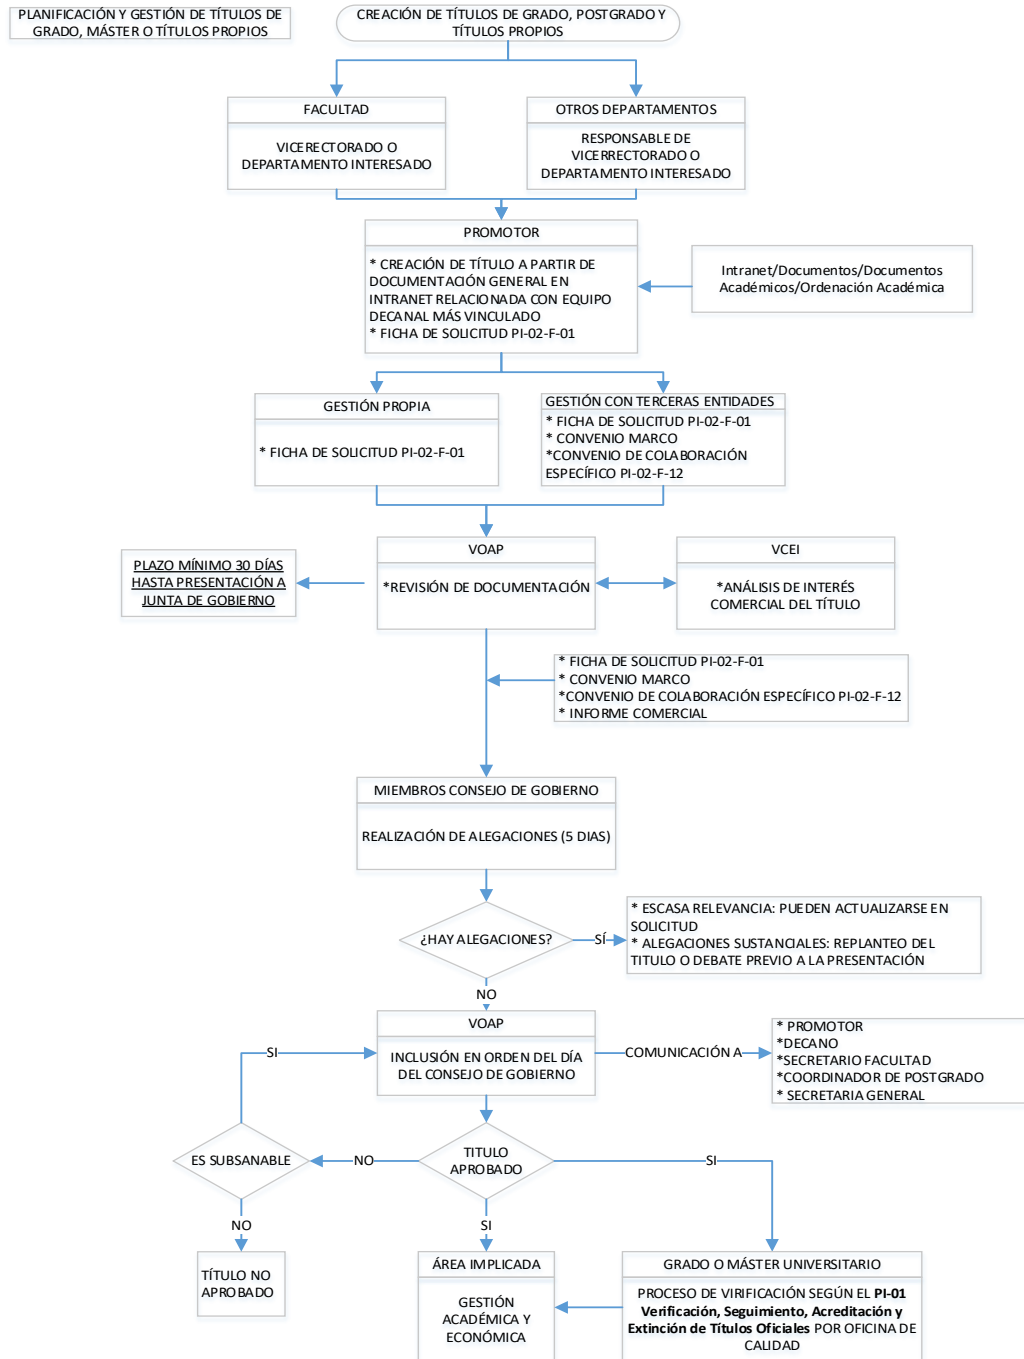 PLANIFICACIÓN Y GESTIÓN DE TÍTULOS DE
GRADO, MÁSTER O TÍTULOS PROPIOS
CREACIÓN DE TÍTULOS DE GRADO, POSTGRADO Y
TÍTULOS PROPIOS
FACULTAD
VICERECTORADO O
DEPARTAMENTO INTERESADO
OTROS DEPARTAMENTOS
RESPONSABLE DE
VICERRECTORADO O
DEPARTAMENTO INTERESADO
PROMOTOR
* CREACIÓN DE TÍTULO A PARTIR DE
DOCUMENTACIÓN GENERAL EN
INTRANET RELACIONADA CON EQUIPO
DECANAL MÁS VINCULADO
* FICHA DE SOLICITUD PI-02-F-01
Intranet/Documentos/Documentos
Académicos/Ordenación Académica
GESTIÓN PROPIA
* FICHA DE SOLICITUD PI-02-F-01
GESTIÓN CON TERCERAS ENTIDADES
* FICHA DE SOLICITUD PI-02-F-01
* CONVENIO MARCO
*CONVENIO DE COLABORACIÓN
ESPECÍFICO PI-02-F-12
PLAZO MÍNIMO 30 DÍAS
HASTA PRESENTACIÓN A
JUNTA DE GOBIERNO
VOAP
*REVISIÓN DE DOCUMENTACIÓN
VCEI
*ANÁLISIS DE INTERÉS
COMERCIAL DEL TÍTULO
* FICHA DE SOLICITUD PI-02-F-01
* CONVENIO MARCO
*CONVENIO DE COLABORACIÓN ESPECÍFICO PI-02-F-12
* INFORME COMERCIAL
MIEMBROS CONSEJO DE GOBIERNO
REALIZACIÓN DE ALEGACIONES (5 DIAS)
¿HAY ALEGACIONES?
SÍ
* ESCASA RELEVANCIA: PUEDEN ACTUALIZARSE EN
SOLICITUD
* ALEGACIONES SUSTANCIALES: REPLANTEO DEL
TITULO O DEBATE PREVIO A LA PRESENTACIÓN
NO
VOAP
INCLUSIÓN EN ORDEN DEL DÍA
DEL CONSEJO DE GOBIERNO
SI
COMUNICACIÓN A
* PROMOTOR
*DECANO
*SECRETARIO FACULTAD
*COORDINADOR DE POSTGRADO
* SECRETARIA GENERAL
ES SUBSANABLE
NO
TITULO
APROBADO
SI
NO
SI
TÍTULO NO
APROBADO
ÁREA IMPLICADA
GESTIÓN
ACADÉMICA Y
ECONÓMICA
GRADO O MÁSTER UNIVERSITARIO
PROCESO DE VIRIFICACIÓN SEGÚN EL PI-01
Verificación, Seguimiento, Acreditación y
Extinción de Títulos Oficiales POR OFICINA DE
CALIDAD